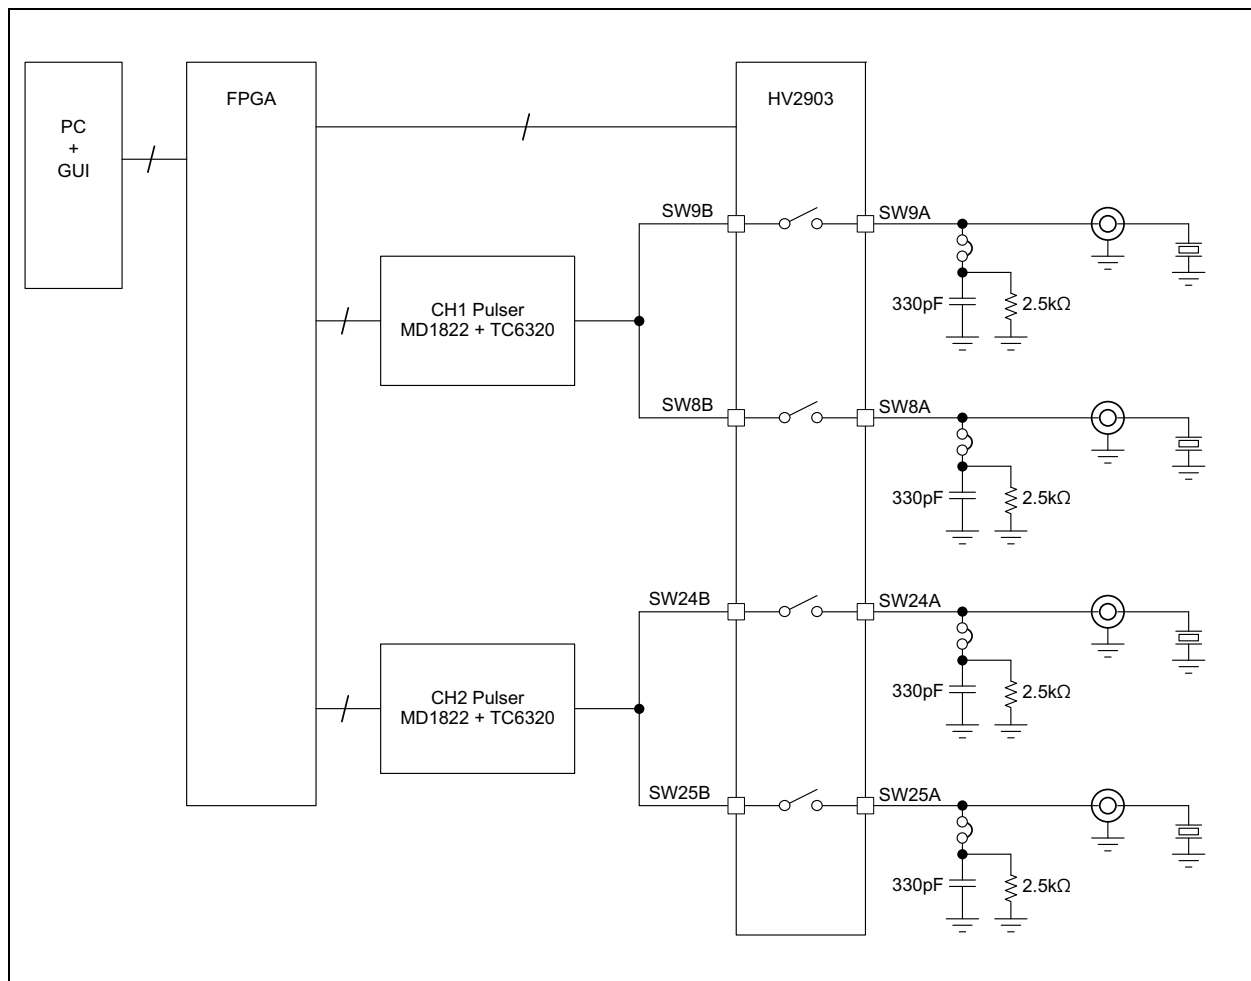 PC
+
GUI
FPGA
HV2903
SW9B
SW9A
330pF
2.5kΩ
CH1 Pulser
MD1822 + TC6320
SW8B
SW8A
330pF
2.5kΩ
SW24B
SW24A
330pF
2.5kΩ
CH2 Pulser
MD1822 + TC6320
SW25B
SW25A
330pF
2.5kΩ